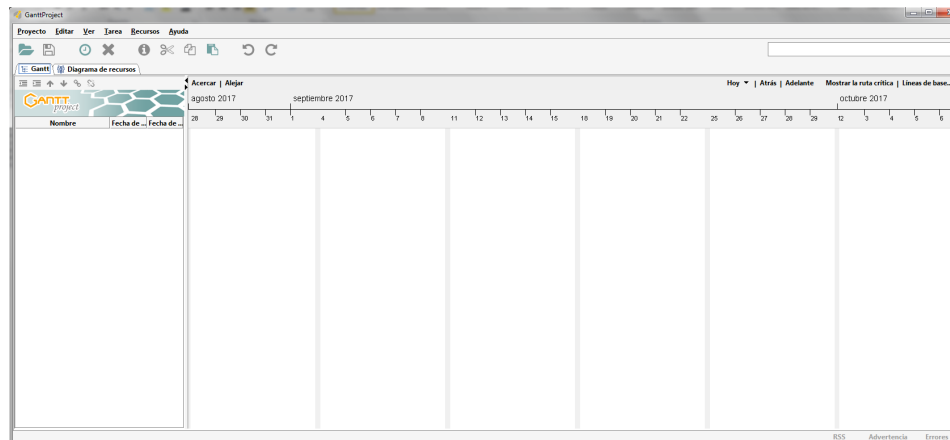 GanttProject
Proyecto Editar Ver Tarea Recursos Ayuda
Gantt Diagrama de recursos
Acercar | Alejar Hoy | Atrás | Adelante Mostrar la ruta crítica | Líneas de base...
GANTT project
agosto 2017 septiembre 2017 octubre 2017
Nombre Fecha de ... Fecha de ...
28 29 30 31 1 4 5 6 7 8 11 12 13 14 15 18 19 20 21 22 25 26 27 28 29 2 3 4 5 6
RSS Advertencia Errores